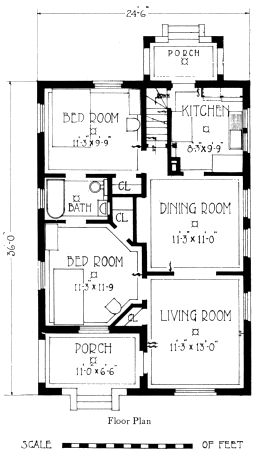 24'-6"
PORCH
BED ROOM
11'-3" x 9'-9"
KITCHEN
8'-3" x 9'-9"
CL
BATH
CL
DINING ROOM
11'-3" x 11'-0"
36'-0"
BED ROOM
11'-3" x 11'-9
CL
LIVING ROOM
11'-3" x 13'-0"
PORCH
11'-0" x 6'-6"
Floor Plan
SCALE OF FEET